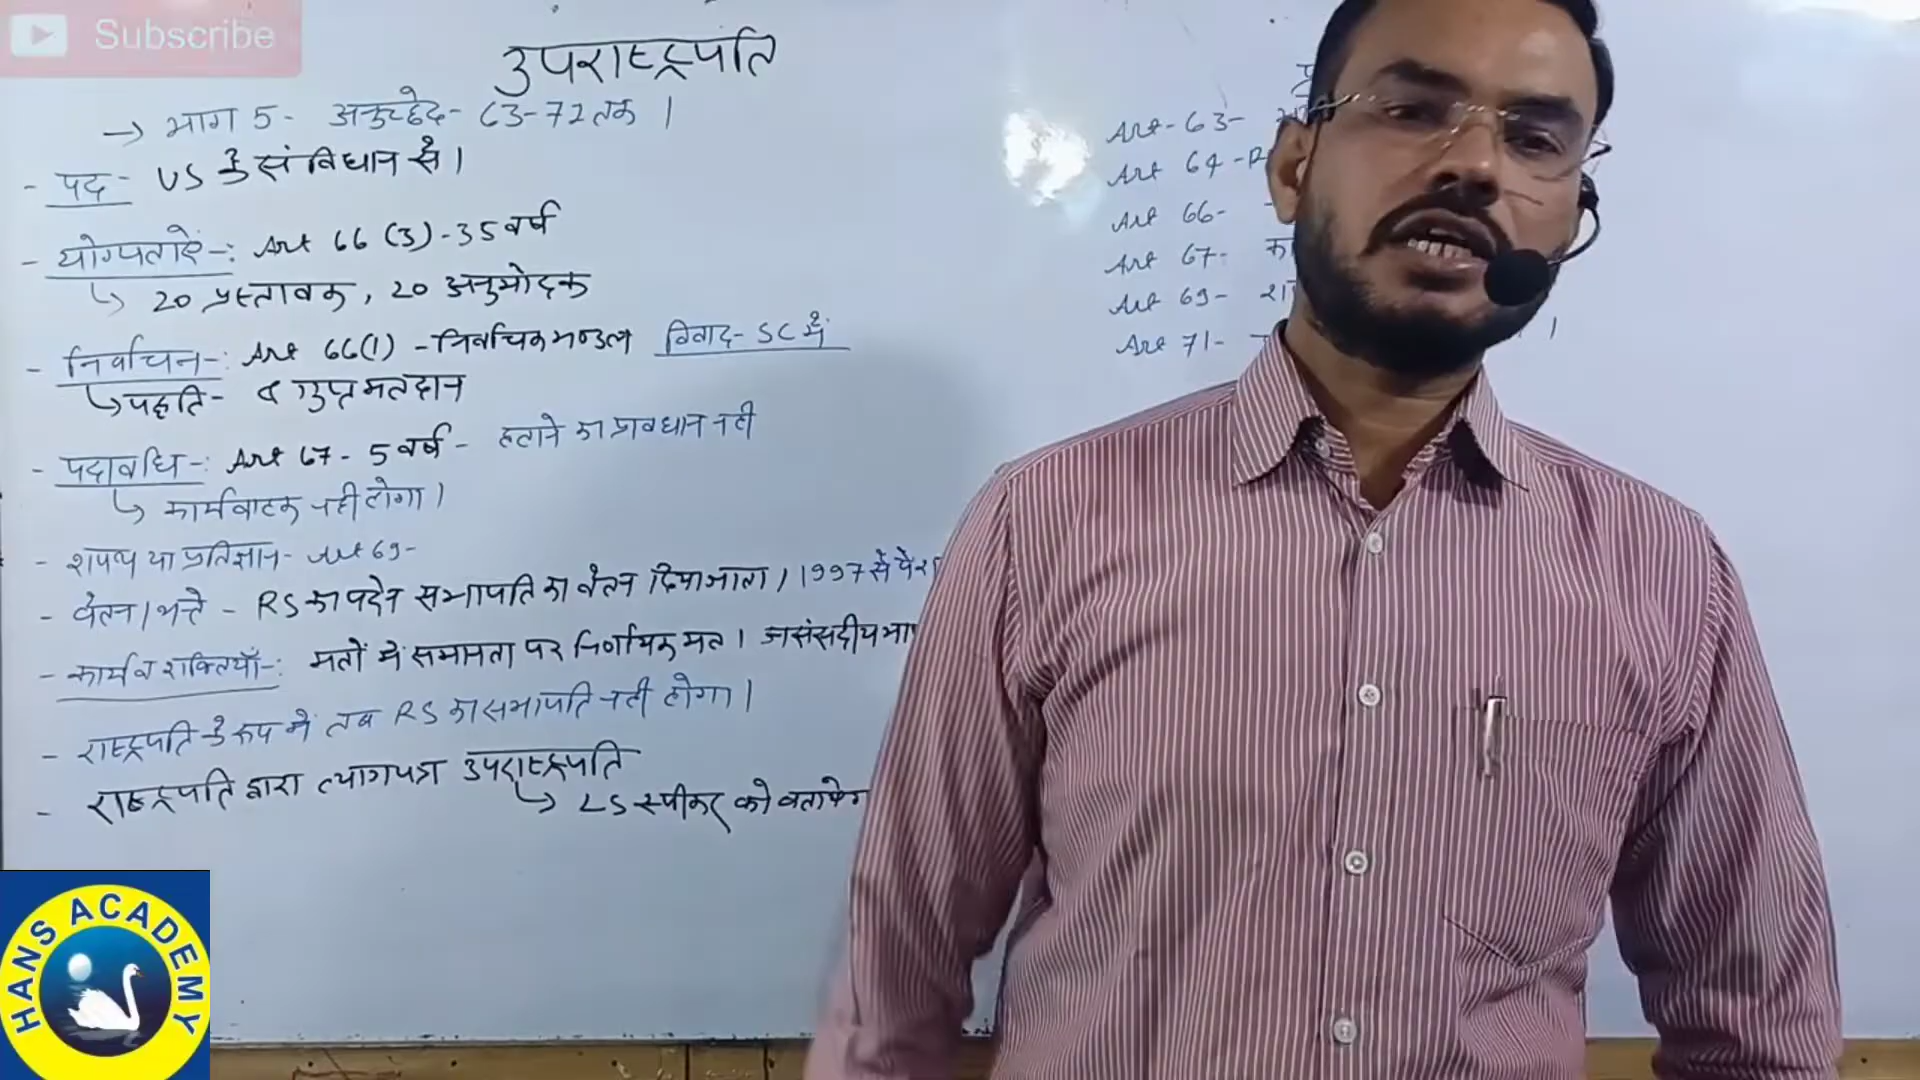 Subscribe
उपराष्ट्रपति
→ भाग 5 - अनुच्छेद - 63-72 तक ।
- पद - US के संविधान से ।
- योग्यताएं -: Art 66 (3) - 35 वर्ष
↳ 20 प्रस्तावक, 20 अनुमोदक
- निर्वाचन -: Art 66(1) - निर्वाचक मण्डल विवाद - SC में
↳ पद्धति - व गुप्त मतदान
- पदावधि -: Art 67 - 5 वर्ष - हटाने का प्रावधान नहीं
↳ कार्यवाहक नहीं होगा ।
- शपथ या प्रतिज्ञान - Art 69 -
- वेतन/भत्ते - RS का पदेन सभापति का वेतन दिया जाता । 1997 से
- कार्य व शक्तियाँ -: मतों में समानता पर निर्णायक मत ।
- राष्ट्रपति के रूप में तब RS का सभापति नहीं होगा ।
- राष्ट्रपति द्वारा त्यागपत्र उपराष्ट्रपति
↳ LS स्पीकर को
Art - 63 -
Art 64 -
Art 66 -
Art 67 -
Art 69 -
Art 71 -
HANS ACADEMY